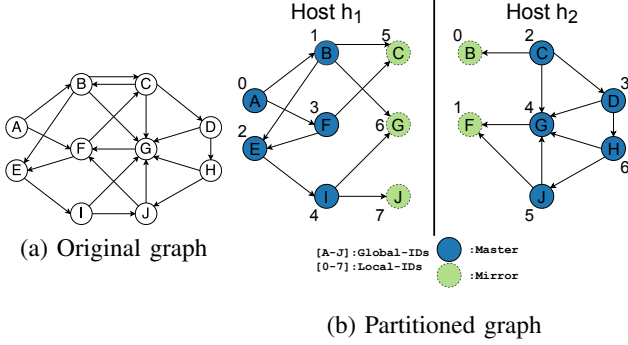 Host h1
Host h2
B
C
A
D
F
G
E
H
I
J
(a) Original graph
1
B
5
C
0
A
3
F
6
G
2
E
4
I
7
J
0
B
2
C
3
D
1
F
4
G
H
6
J
5
[A-J]:Global-IDs
[0-7]:Local-IDs
:Master
:Mirror
(b) Partitioned graph